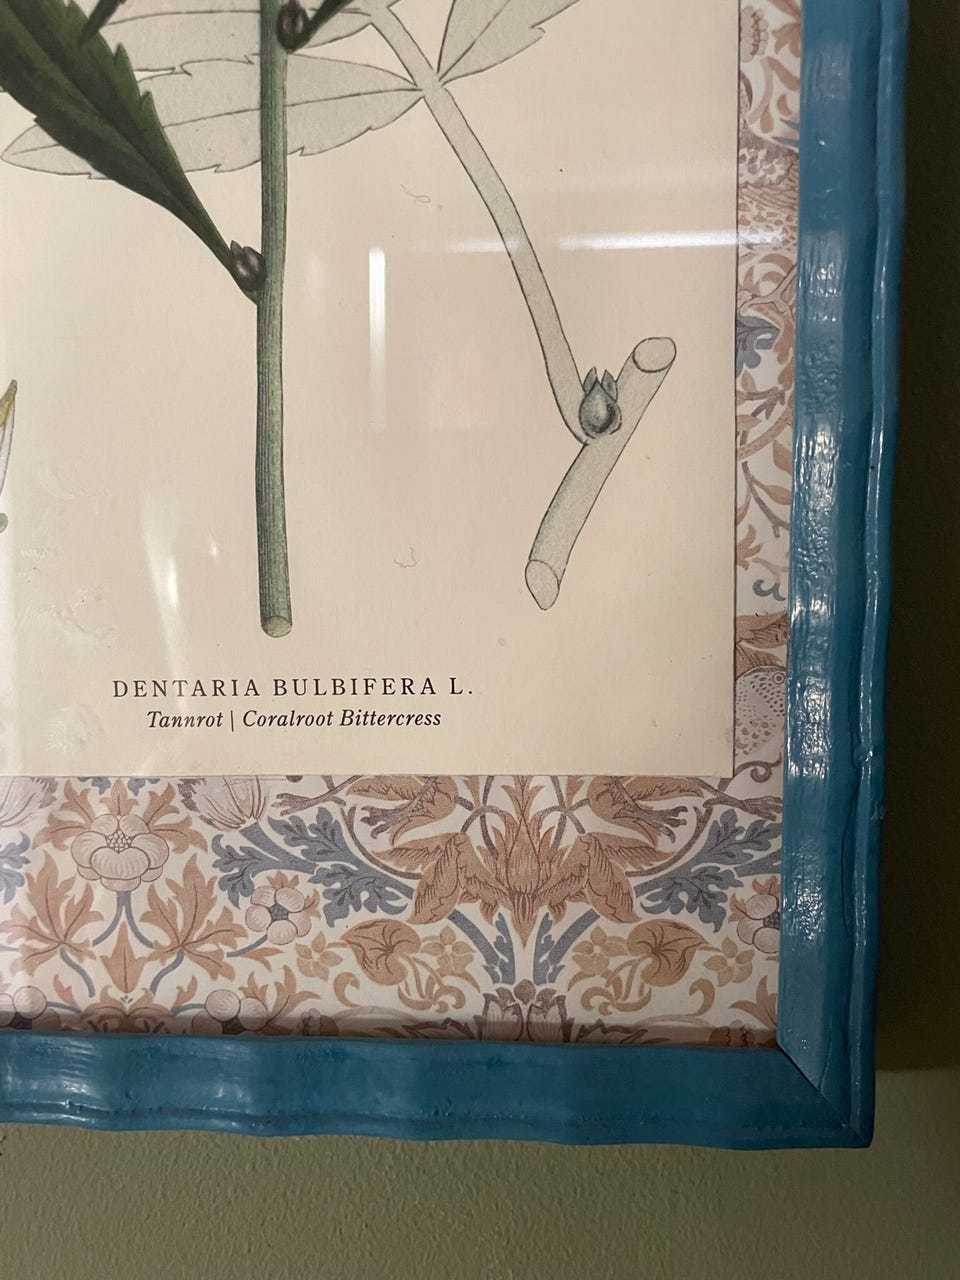 DENTARIA BULBIFERA L.
Tannrot | Coralroot Bittercress